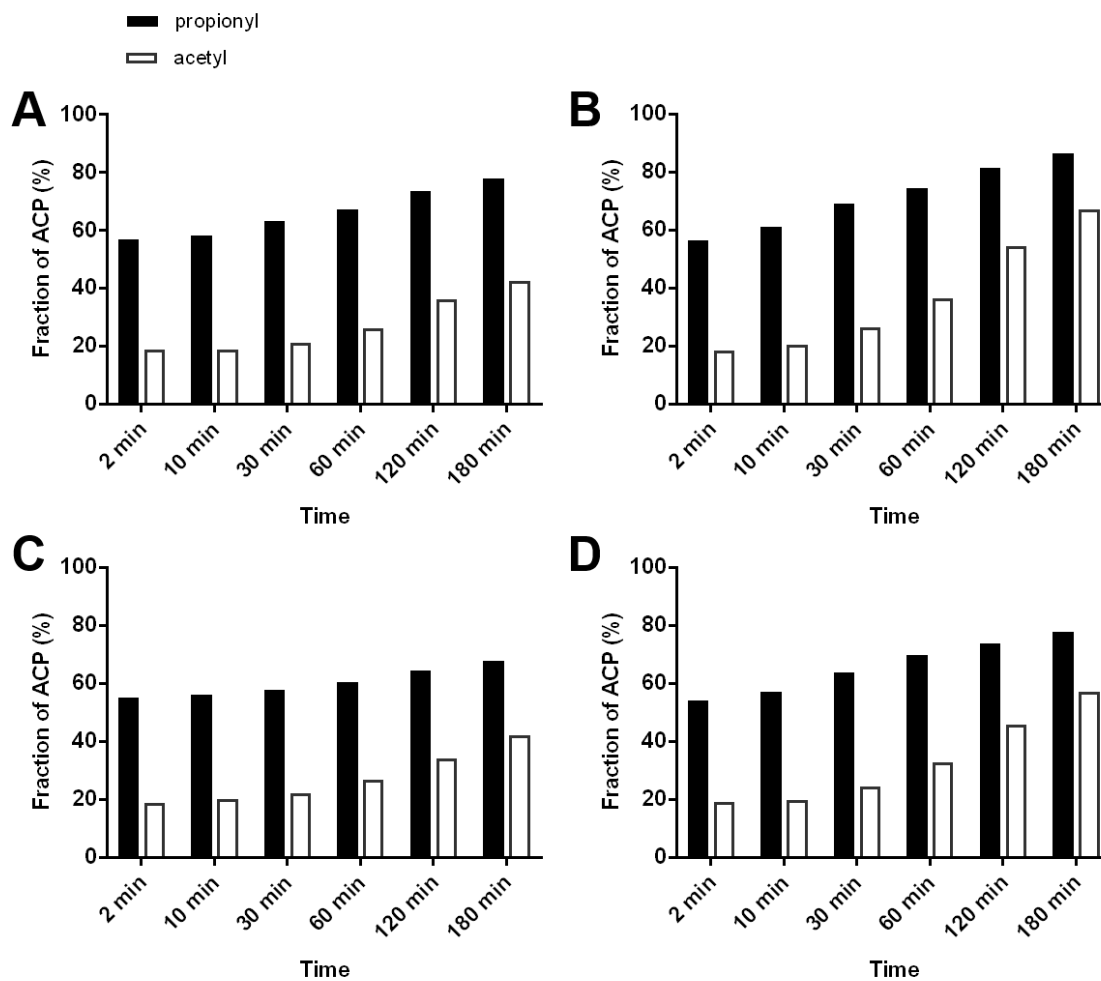 propionyl
acetyl
A
Fraction of ACP (%)
100
80
60
40
20
0
2 min
10 min
30 min
60 min
120 min
180 min
Time
B
Fraction of ACP (%)
100
80
60
40
20
0
2 min
10 min
30 min
60 min
120 min
180 min
Time
C
Fraction of ACP (%)
100
80
60
40
20
0
2 min
10 min
30 min
60 min
120 min
180 min
Time
D
Fraction of ACP (%)
100
80
60
40
20
0
2 min
10 min
30 min
60 min
120 min
180 min
Time